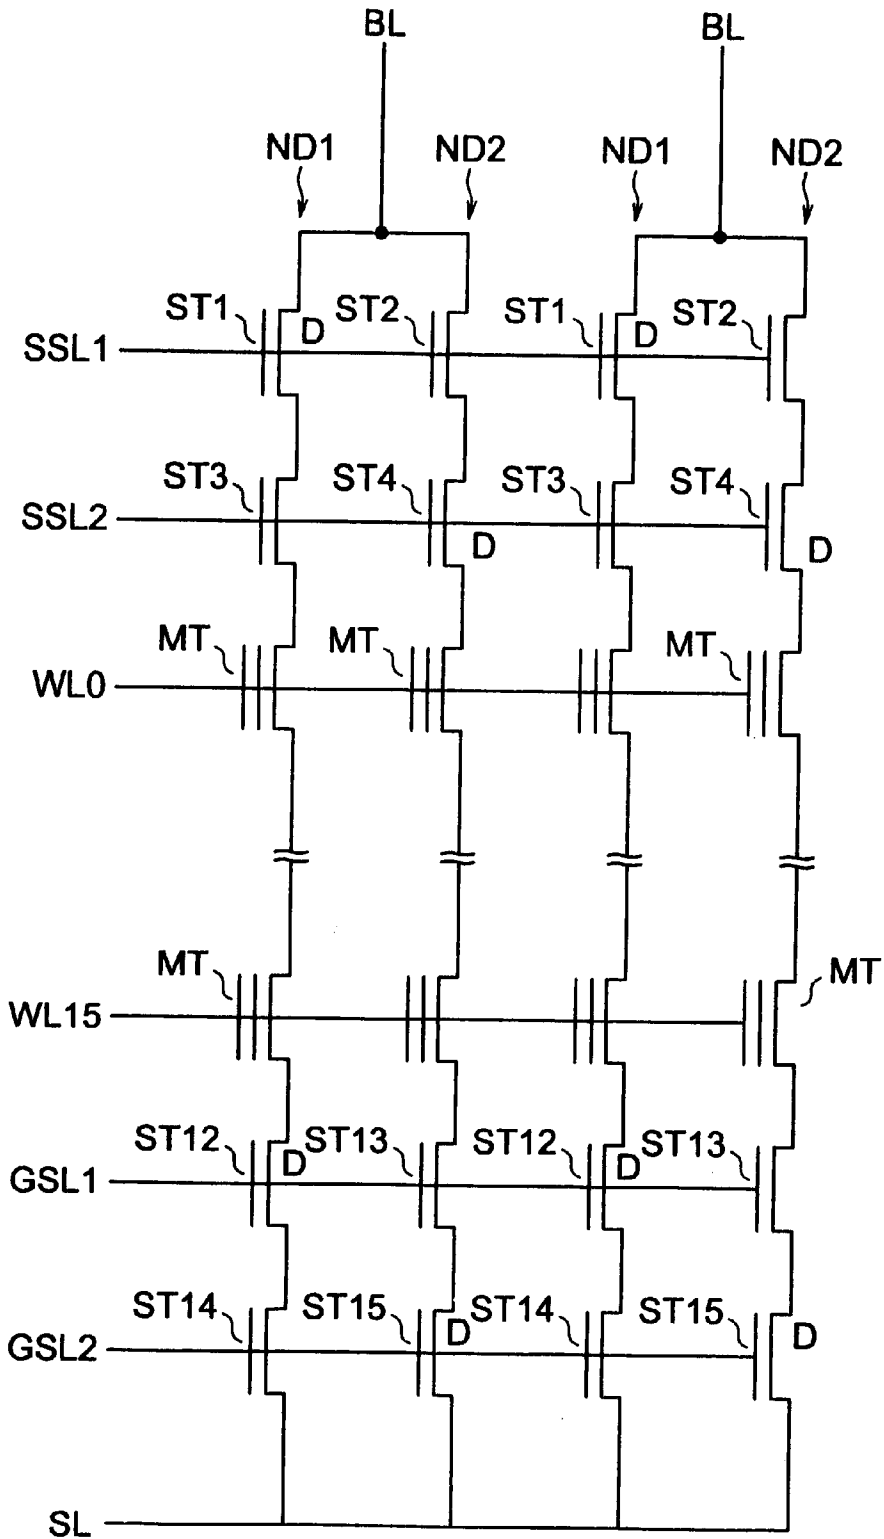 BL BL
ND1 ND2 ND1 ND2
ST1 D ST2 ST1 D ST2
SSL1
ST3 ST4 ST3 ST4
SSL2
D D
MT MT MT
WL0
MT MT
WL15
ST12 D ST13 ST12 D ST13
GSL1
ST14 ST15 D ST14 ST15 D
GSL2
SL